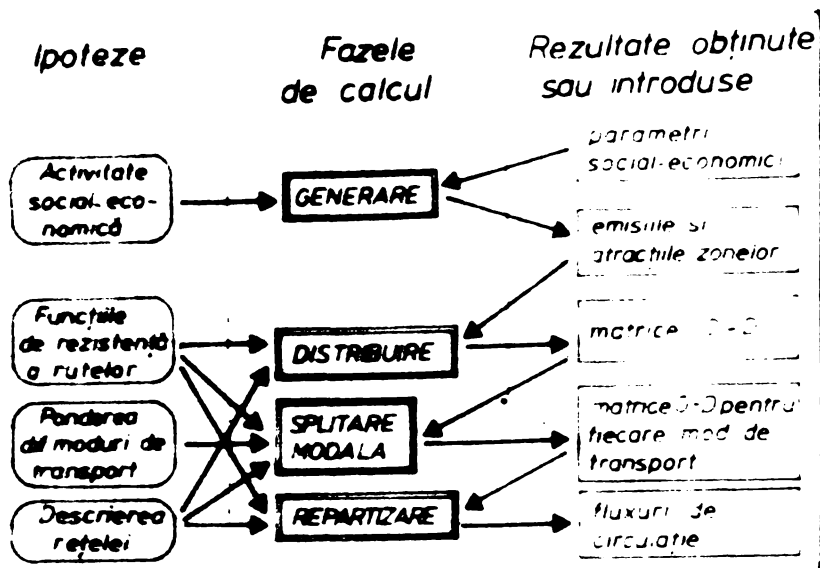 Ipoteze
Fazele
de calcul
Rezultate obținute
sau introduse
Activitate
social-eco-
nomică
GENERARE
parametri
social-economici
emisiile si
atracțiile zonelor
Funcțiile
de rezistență
a rutelor
DISTRIBUIRE
matrice O-D
Ponderea
dif moduri de
transport
SPLITARE
MODALA
matrice O-D pentru
fiecare mod de
transport
Descrierea
rețelei
REPARTIZARE
fluxuri de
circulație